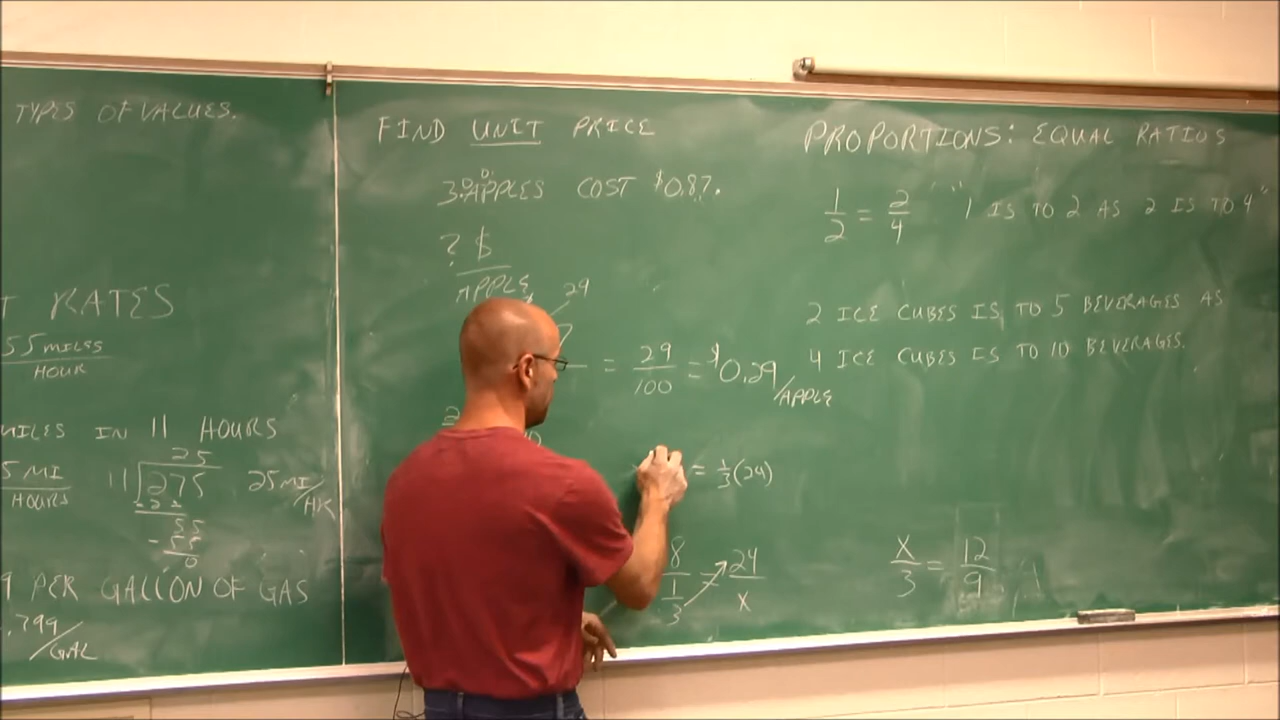 TYPES OF VALUES.
T RATES
55 MILES
HOUR
MILES IN 11 HOURS
25
5 MI
HOURS
11 275
25 MI/HR
22
55
-55
0
9 PER GALLON OF GAS
.799/GAL
FIND UNIT PRICE
3 APPLES COST $0.87.
? $
APPLE
29
= 29/100 = $0.29/APPLE
= 1/3(24)
8/(1/3) = 24/x
PROPORTIONS: EQUAL RATIOS
1/2 = 2/4 "1 IS TO 2 AS 2 IS TO 4"
2 ICE CUBES IS TO 5 BEVERAGES AS
4 ICE CUBES IS TO 10 BEVERAGES.
x/3 = 12/9